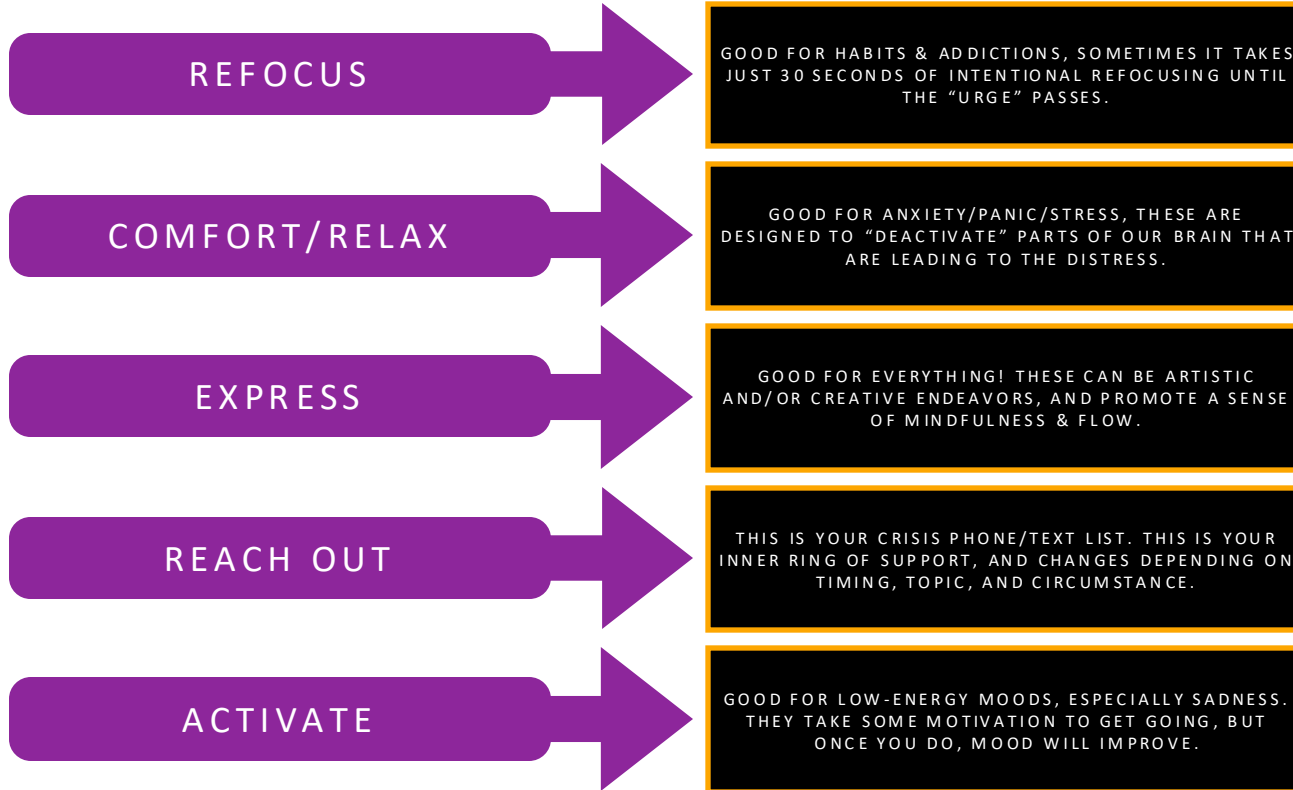 REFOCUS
GOOD FOR HABITS & ADDICTIONS, SOMETIMES IT TAKES
JUST 30 SECONDS OF INTENTIONAL REFOCUSING UNTIL
THE “URGE” PASSES.
COMFORT/RELAX
GOOD FOR ANXIETY/PANIC/STRESS, THESE ARE
DESIGNED TO “DEACTIVATE” PARTS OF OUR BRAIN THAT
ARE LEADING TO THE DISTRESS.
EXPRESS
GOOD FOR EVERYTHING! THESE CAN BE ARTISTIC
AND/OR CREATIVE ENDEAVORS, AND PROMOTE A SENSE
OF MINDFULNESS & FLOW.
REACH OUT
THIS IS YOUR CRISIS PHONE/TEXT LIST. THIS IS YOUR
INNER RING OF SUPPORT, AND CHANGES DEPENDING ON
TIMING, TOPIC, AND CIRCUMSTANCE.
ACTIVATE
GOOD FOR LOW-ENERGY MOODS, ESPECIALLY SADNESS.
THEY TAKE SOME MOTIVATION TO GET GOING, BUT
ONCE YOU DO, MOOD WILL IMPROVE.